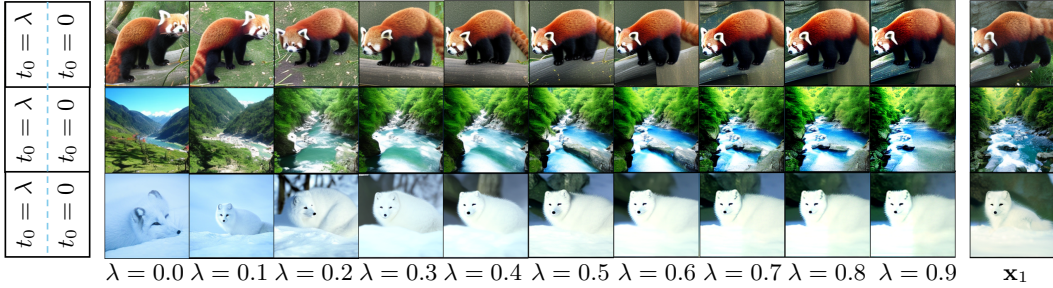 t₀ = λ
t₀ = 0
t₀ = λ
t₀ = 0
t₀ = λ
t₀ = 0
λ = 0.0 λ = 0.1 λ = 0.2 λ = 0.3 λ = 0.4 λ = 0.5 λ = 0.6 λ = 0.7 λ = 0.8 λ = 0.9 x₁